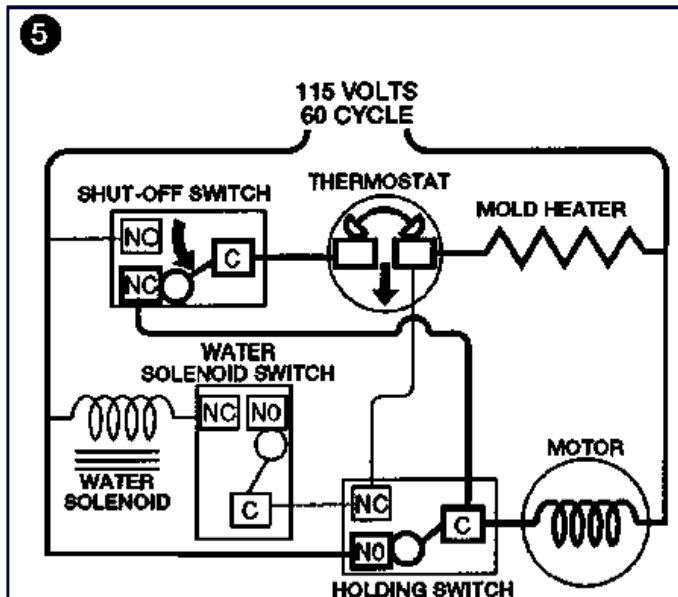 5
115 VOLTS
60 CYCLE
SHUT-OFF SWITCH
THERMOSTAT
MOLD HEATER
NO
C
NC
WATER
SOLENOID SWITCH
NC NO
WATER
SOLENOID
C
MOTOR
NC
C
NO
HOLDING SWITCH